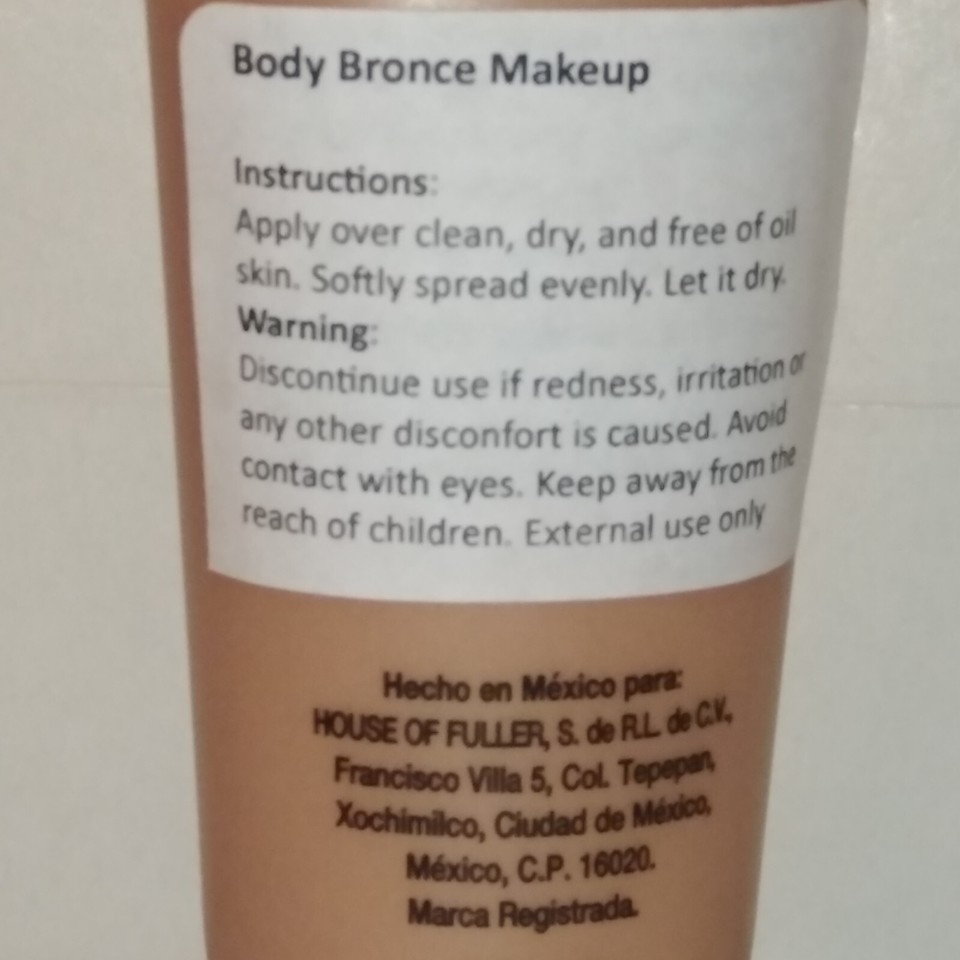 Body Bronce Makeup
Instructions:
Apply over clean, dry, and free of oil
skin. Softly spread evenly. Let it dry.
Warning:
Discontinue use if redness, irritation or
any other disconfort is caused. Avoid
contact with eyes. Keep away from the
reach of children. External use only
Hecho en México para:
HOUSE OF FULLER, S. de R.L. de C.V.,
Francisco Villa 5, Col. Tepepan,
Xochimilco, Ciudad de México,
México, C.P. 16020.
Marca Registrada.